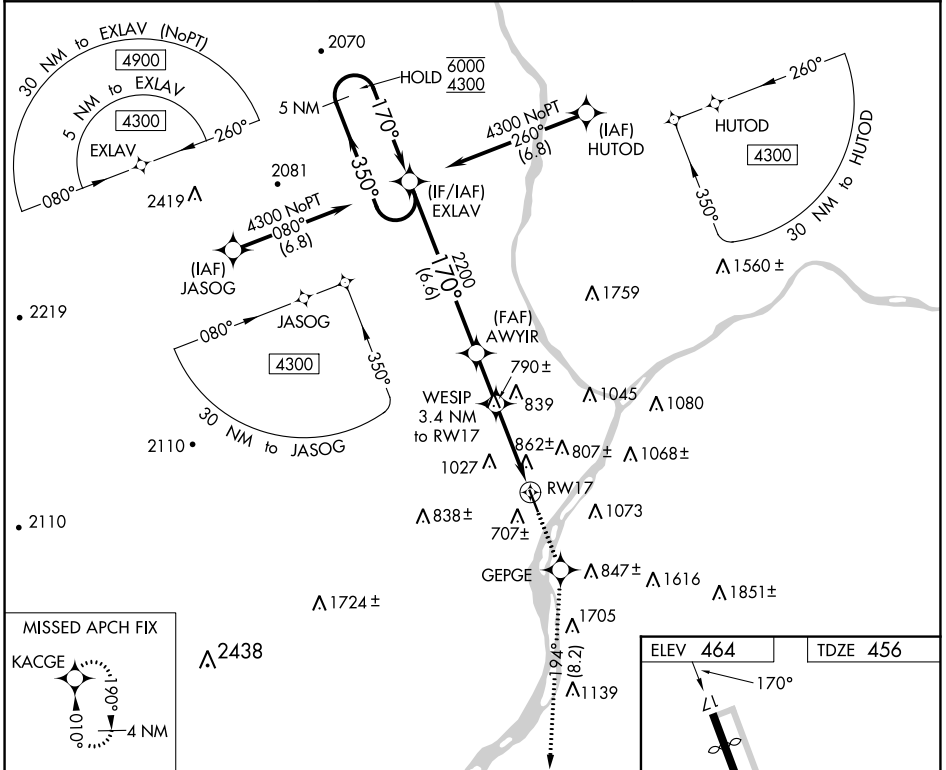 30 NM to EXLAV (NoPT)
4900
5 NM to EXLAV
4300
EXLAV
260°
080°
2419
2070
2081
HOLD 6000
4300
5 NM
170°
350°
4300 NoPT
260°
(6.8)
(IAF)
HUTOD
260°
HUTOD
4300
350°
30 NM to HUTOD
(IF/IAF)
EXLAV
4300 NoPT
080°
(6.8)
(IAF)
JASOG
2200
170°
(6.6)
1560 ±
1759
2219
080°
JASOG
4300
350°
30 NM to JASOG
(FAF)
AWYIR
790 ±
WESIP
3.4 NM
to RW17
839
1045
1080
2110
1027
862±
807±
1068±
RW17
2110
838±
707±
1073
GEPGE
847±
1616
1851±
1724±
1705
2438
194°
(8.2)
1139
MISSED APCH FIX
KACGE
190°
010°
4 NM
ELEV 464
TDZE 456
170°
17